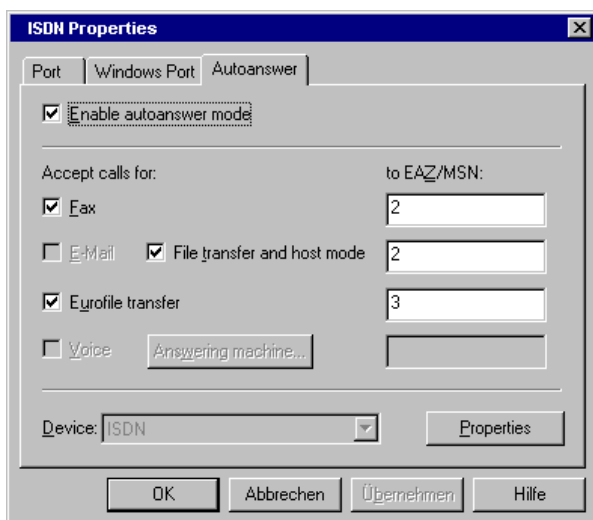 ISDN Properties
Port Windows Port Autoanswer
Enable autoanswer mode
Accept calls for: to EAZ/MSN:
Fax 2
E-Mail File transfer and host mode 2
Eurofile transfer 3
Voice Answering machine...
Device: ISDN Properties
OK Abbrechen Übernehmen Hilfe